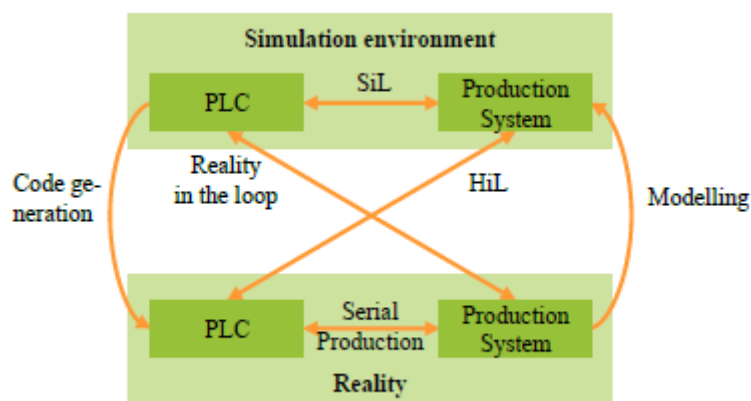 Simulation environment
SiL
PLC
Production
System
Reality
in the loop
HiL
Code ge-
neration
Modelling
PLC
Serial
Production
Production
System
Reality